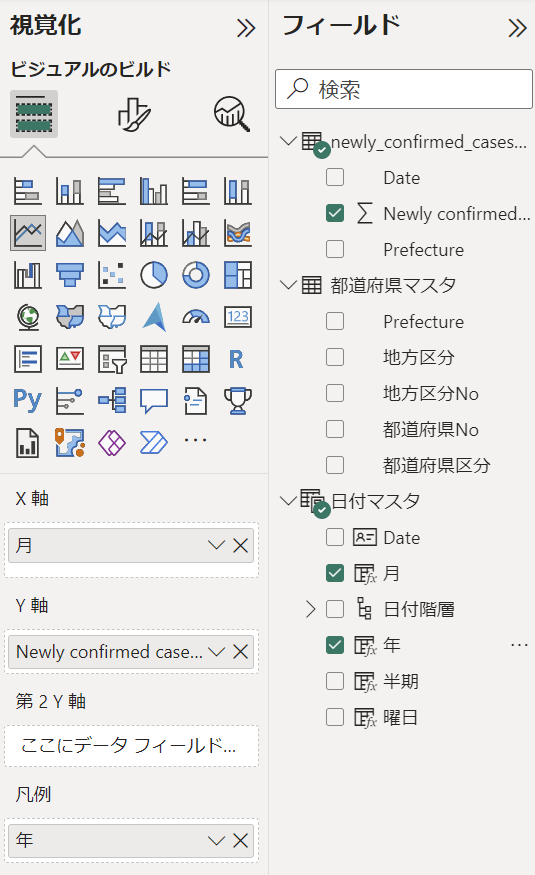 視覚化
ビジュアルのビルド
123
R
Py
X 軸
月
Y 軸
Newly confirmed case...
第 2 Y 軸
ここにデータ フィールド...
凡例
年
フィールド
検索
newly_confirmed_cases...
Date
Newly confirmed...
Prefecture
都道府県マスタ
Prefecture
地方区分
地方区分No
都道府県No
都道府県区分
日付マスタ
Date
月
日付階層
年
半期
曜日